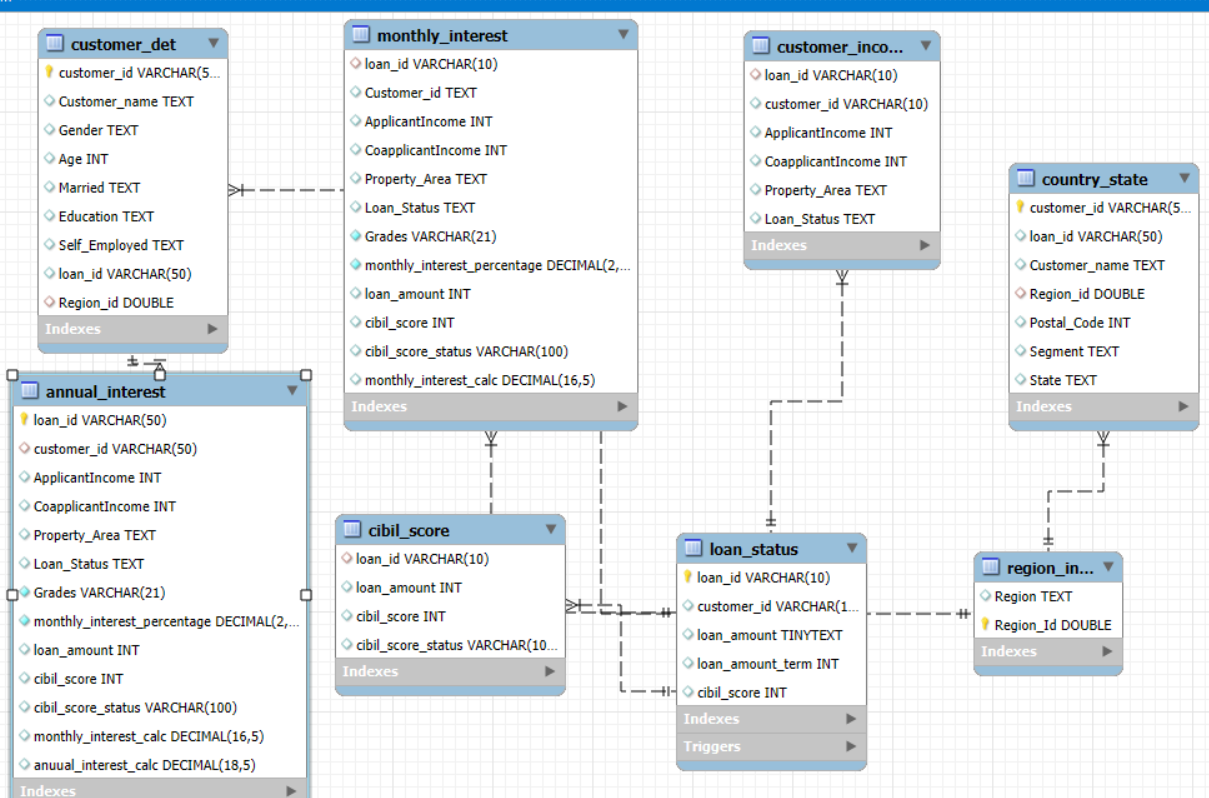 customer_det
customer_id VARCHAR(5...
Customer_name TEXT
Gender TEXT
Age INT
Married TEXT
Education TEXT
Self_Employed TEXT
loan_id VARCHAR(50)
Region_id DOUBLE
Indexes
monthly_interest
loan_id VARCHAR(10)
Customer_id TEXT
ApplicantIncome INT
CoapplicantIncome INT
Property_Area TEXT
Loan_Status TEXT
Grades VARCHAR(21)
monthly_interest_percentage DECIMAL(2,...
loan_amount INT
cibil_score INT
cibil_score_status VARCHAR(100)
monthly_interest_calc DECIMAL(16,5)
Indexes
customer_inco...
loan_id VARCHAR(10)
customer_id VARCHAR(10)
ApplicantIncome INT
CoapplicantIncome INT
Property_Area TEXT
Loan_Status TEXT
Indexes
country_state
customer_id VARCHAR(5...
loan_id VARCHAR(50)
Customer_name TEXT
Region_id DOUBLE
Postal_Code INT
Segment TEXT
State TEXT
Indexes
annual_interest
loan_id VARCHAR(50)
customer_id VARCHAR(50)
ApplicantIncome INT
CoapplicantIncome INT
Property_Area TEXT
Loan_Status TEXT
Grades VARCHAR(21)
monthly_interest_percentage DECIMAL(2,...
loan_amount INT
cibil_score INT
cibil_score_status VARCHAR(100)
monthly_interest_calc DECIMAL(16,5)
anuual_interest_calc DECIMAL(18,5)
Indexes
cibil_score
loan_id VARCHAR(10)
loan_amount INT
cibil_score INT
cibil_score_status VARCHAR(10...
Indexes
loan_status
loan_id VARCHAR(10)
customer_id VARCHAR(1...
loan_amount TINYTEXT
loan_amount_term INT
cibil_score INT
Indexes
Triggers
region_in...
Region TEXT
Region_Id DOUBLE
Indexes